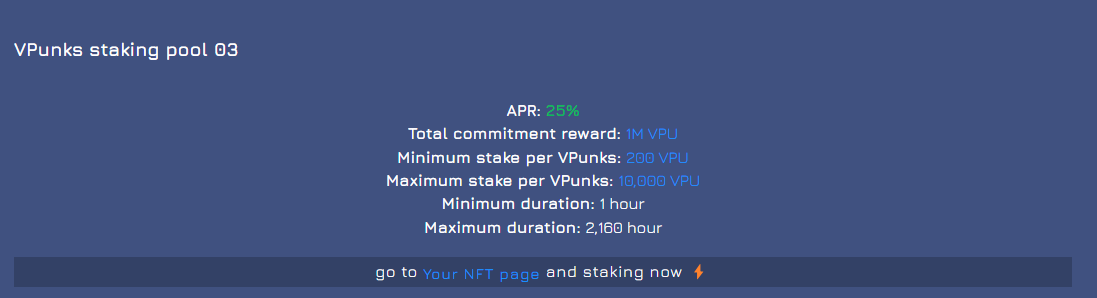 VPunks staking pool 03
APR: 25%
Total commitment reward: 1M VPU
Minimum stake per VPunks: 200 VPU
Maximum stake per VPunks: 10,000 VPU
Minimum duration: 1 hour
Maximum duration: 2,160 hour
go to Your NFT page and staking now